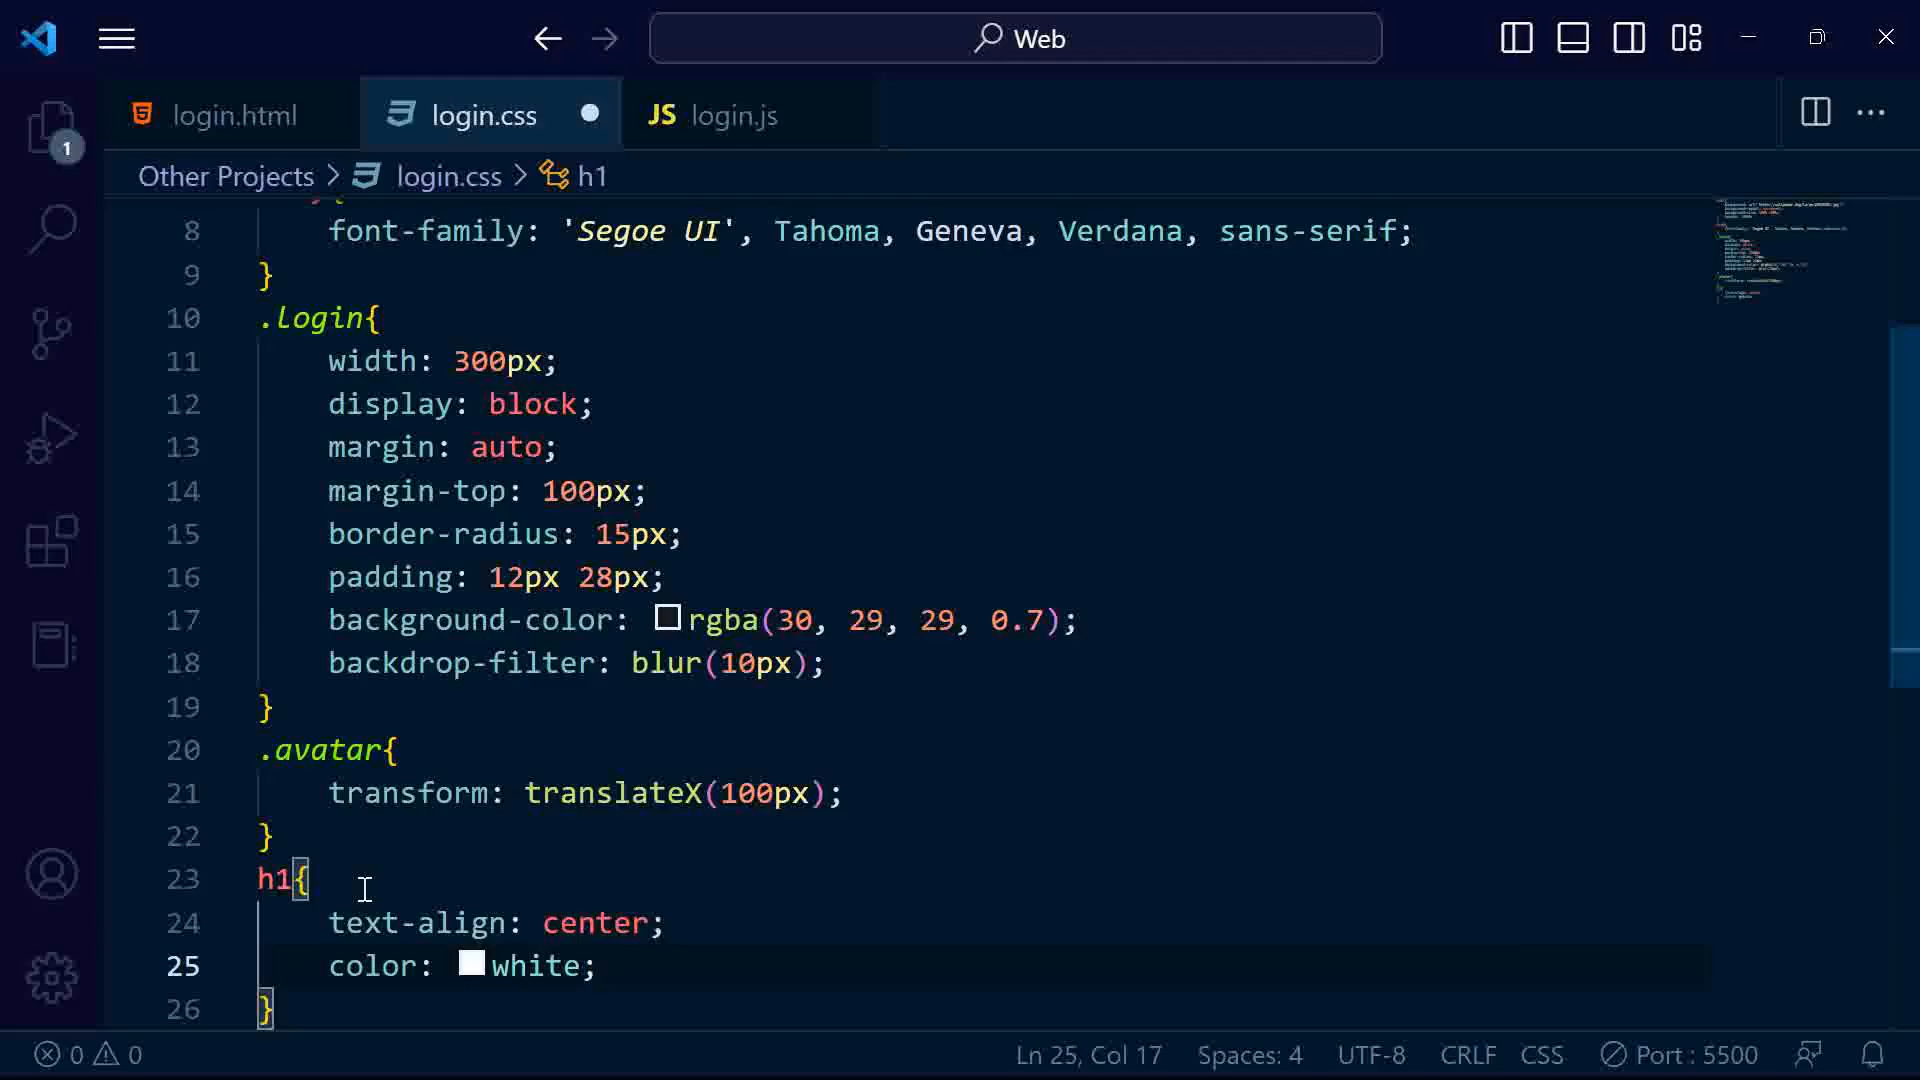 Web
login.html
login.css
JS login.js
1
Other Projects > login.css > h1
8 font-family: 'Segoe UI', Tahoma, Geneva, Verdana, sans-serif;
9 }
10 .Login{
11 width: 300px;
12 display: block;
13 margin: auto;
14 margin-top: 100px;
15 border-radius: 15px;
16 padding: 12px 28px;
17 background-color: rgba(30, 29, 29, 0.7);
18 backdrop-filter: blur(10px);
19 }
20 .avatar{
21 transform: translateX(100px);
22 }
23 h1{
24 text-align: center;
25 color: white;
26 }
0 0 Ln 25, Col 17 Spaces: 4 UTF-8 CRLF CSS Port : 5500